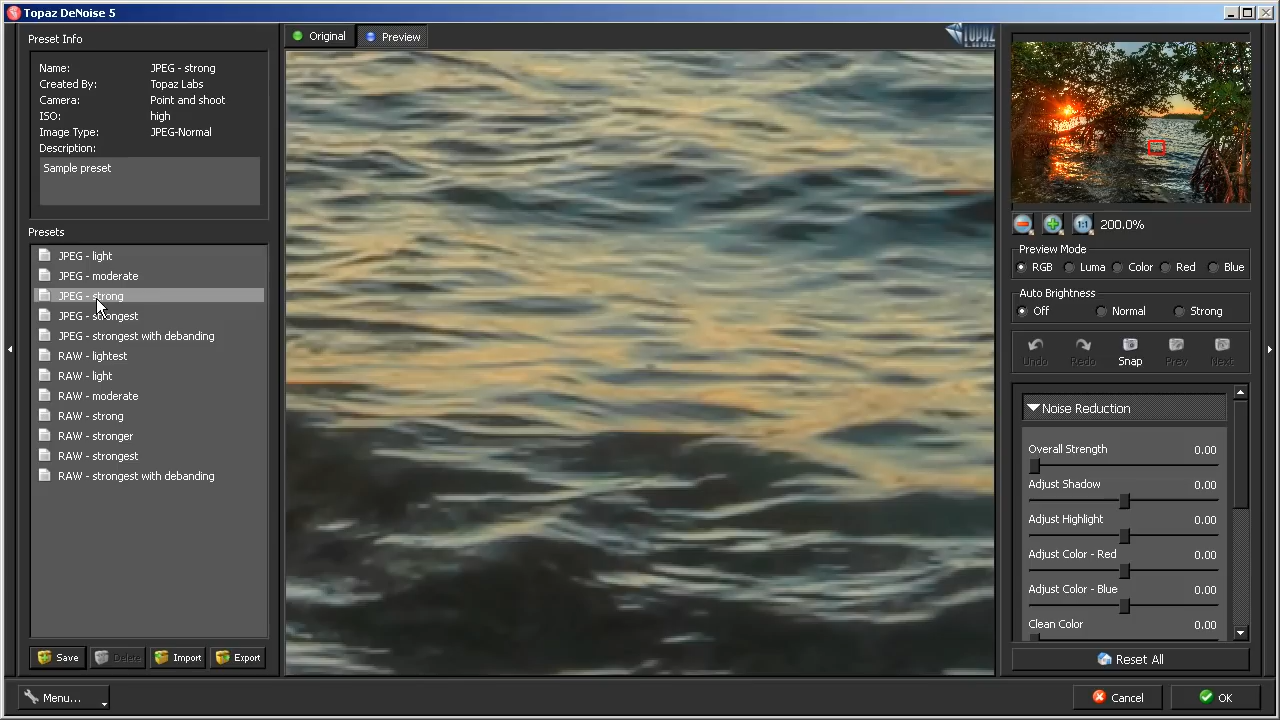 Topaz DeNoise 5
Preset Info
Name: JPEG - strong
Created By: Topaz Labs
Camera: Point and shoot
ISO: high
Image Type: JPEG-Normal
Description:
Sample preset
Presets
JPEG - light
JPEG - moderate
JPEG - strong
JPEG - strongest
JPEG - strongest with debanding
RAW - lightest
RAW - light
RAW - moderate
RAW - strong
RAW - stronger
RAW - strongest
RAW - strongest with debanding
Save Delete Import Export
Menu...
Original Preview
TOPAZ
LABS
1:1 200.0%
Preview Mode
RGB Luma Color Red Blue
Auto Brightness
Off Normal Strong
Undo Redo Snap Prev Next
Noise Reduction
Overall Strength 0.00
Adjust Shadow 0.00
Adjust Highlight 0.00
Adjust Color - Red 0.00
Adjust Color - Blue 0.00
Clean Color 0.00
Reset All
Cancel OK